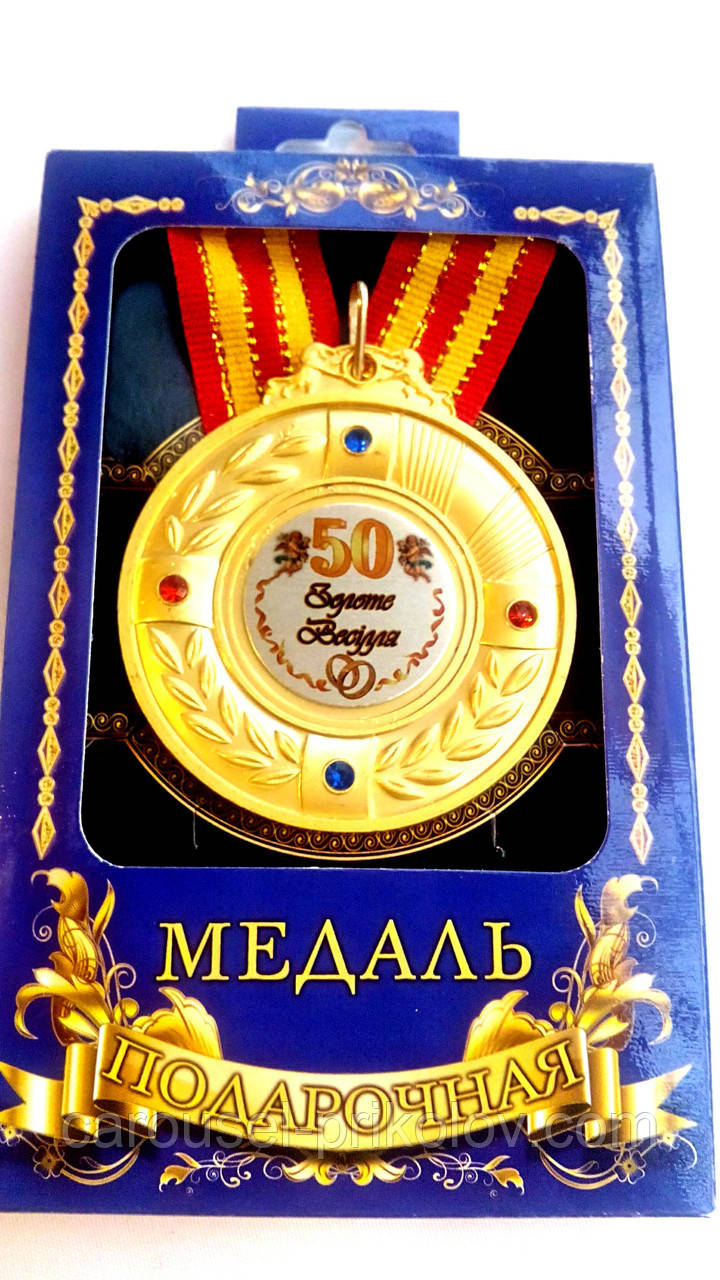 50
Золоте
Весілля
МЕДАЛЬ
ПОДАРОЧНАЯ
carousel-prikolov.com